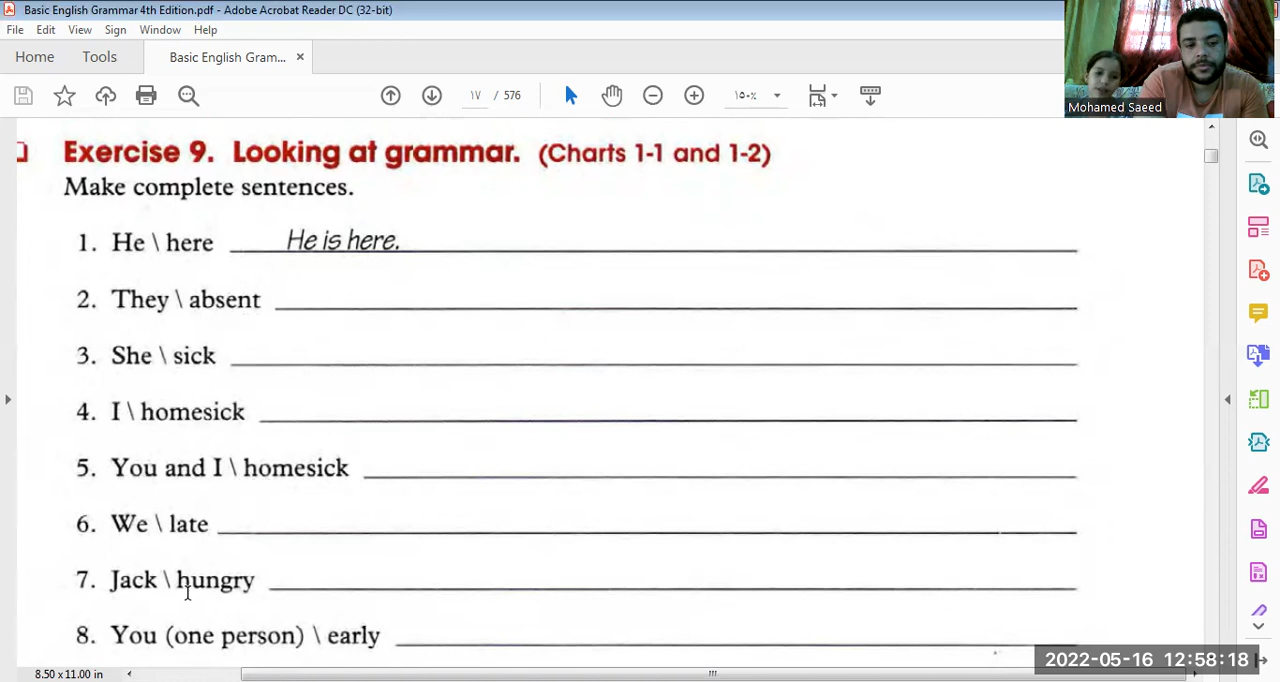 Basic English Grammar 4th Edition.pdf - Adobe Acrobat Reader DC (32-bit)
File Edit View Sign Window Help
Home Tools Basic English Gram... ×
١٧ / 576 ١٥٠%
Mohamed Saeed
Exercise 9. Looking at grammar. (Charts 1-1 and 1-2)
Make complete sentences.
1. He \ here He is here.
2. They \ absent
3. She \ sick
4. I \ homesick
5. You and I \ homesick
6. We \ late
7. Jack \ hungry
8. You (one person) \ early
2022-05-16 12:58:18
8.50 x 11.00 in